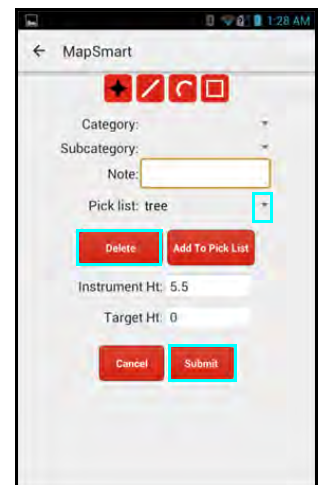 1:28 AM
MapSmart
Category:
Subcategory:
Note:
Pick list: tree
Delete Add To Pick List
Instrument Ht: 5.5
Target Ht: 0
Cancel Submit